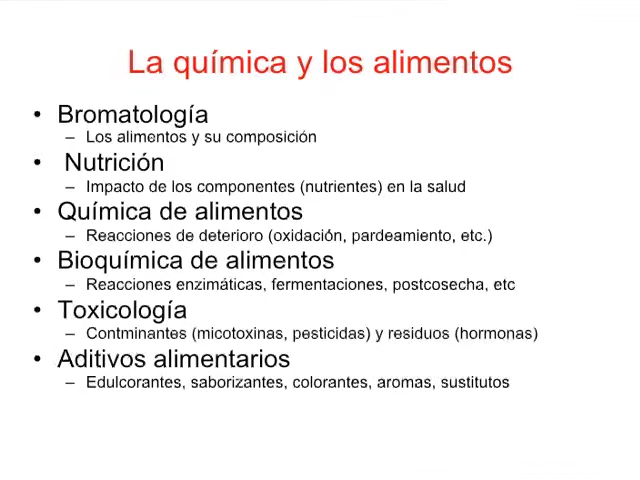 La química y los alimentos
• Bromatología
– Los alimentos y su composición
• Nutrición
– Impacto de los componentes (nutrientes) en la salud
• Química de alimentos
– Reacciones de deterioro (oxidación, pardeamiento, etc.)
• Bioquímica de alimentos
– Reacciones enzimáticas, fermentaciones, postcosecha, etc
• Toxicología
– Contminantes (micotoxinas, pesticidas) y residuos (hormonas)
• Aditivos alimentarios
– Edulcorantes, saborizantes, colorantes, aromas, sustitutos